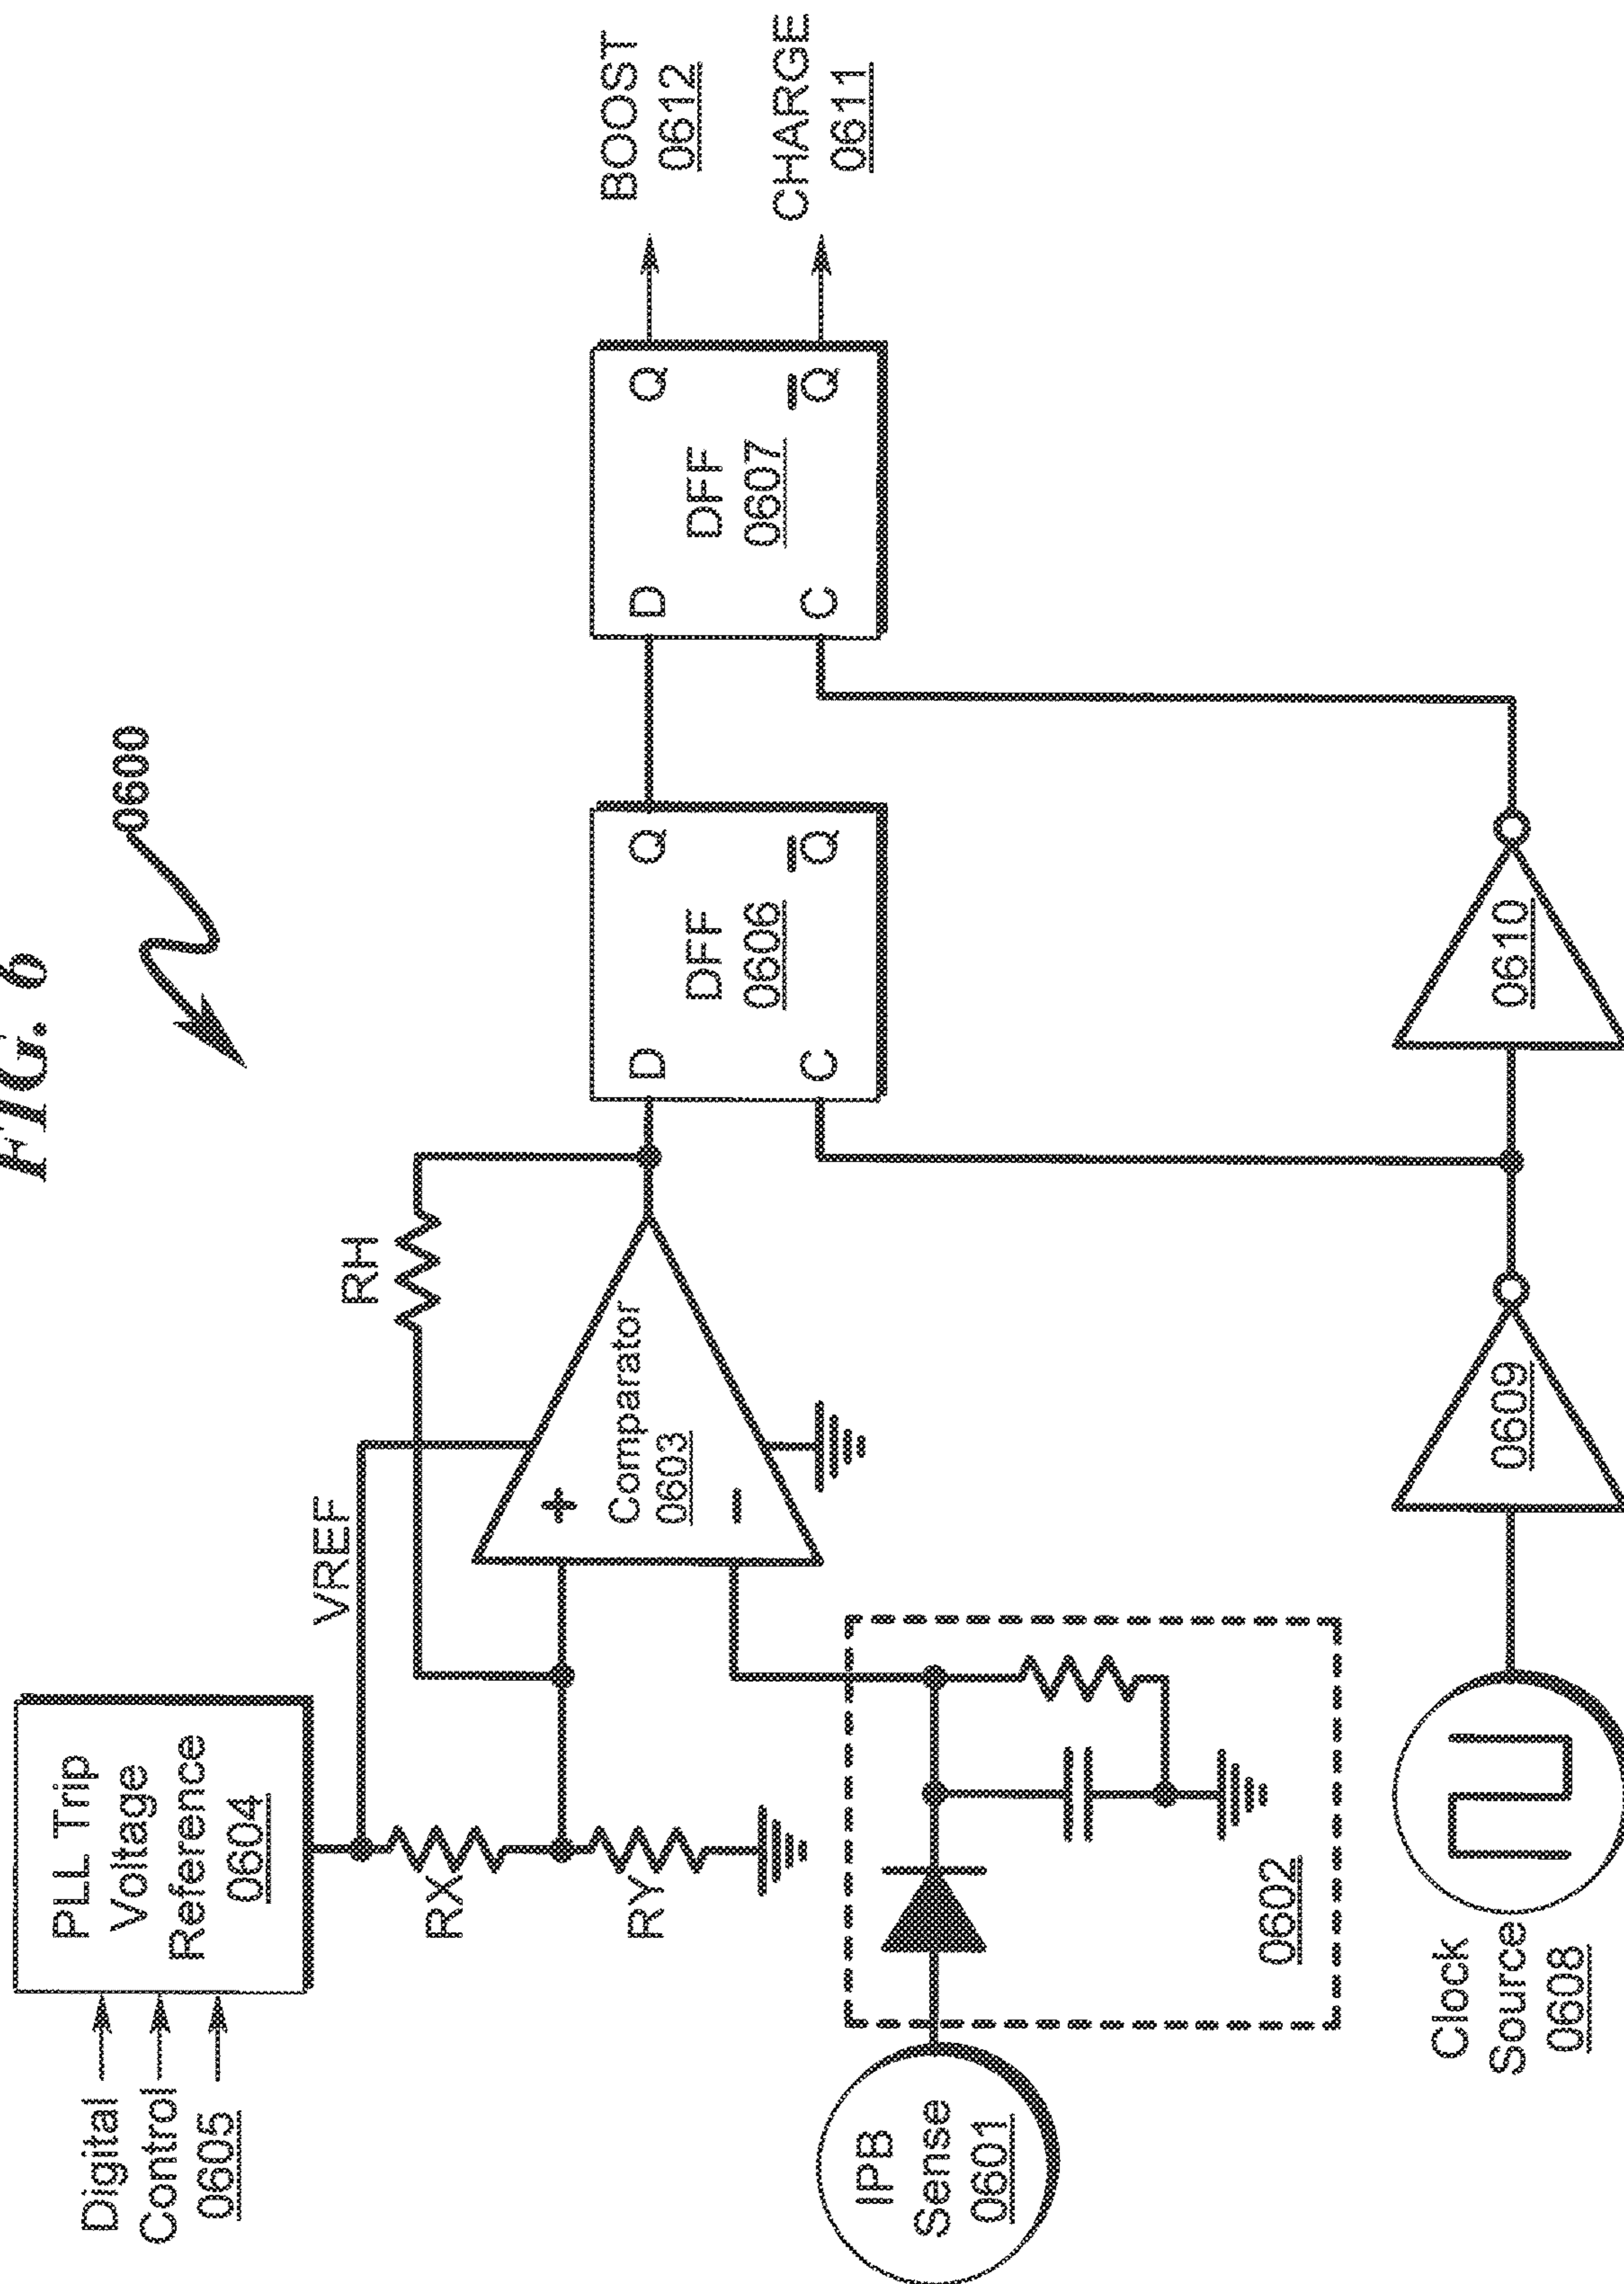 FIG. 6
0600
Digital
Control
0605
PLL Trip
Voltage
Reference
0604
VREF
RH
RX
RY
+
−
Comparator
0603
IPB
Sense
0601
0602
D
Q
DFF
0606
C
Q
D
Q
DFF
0607
C
Q
BOOST
0612
CHARGE
0611
Clock
Source
0608
0609
0610